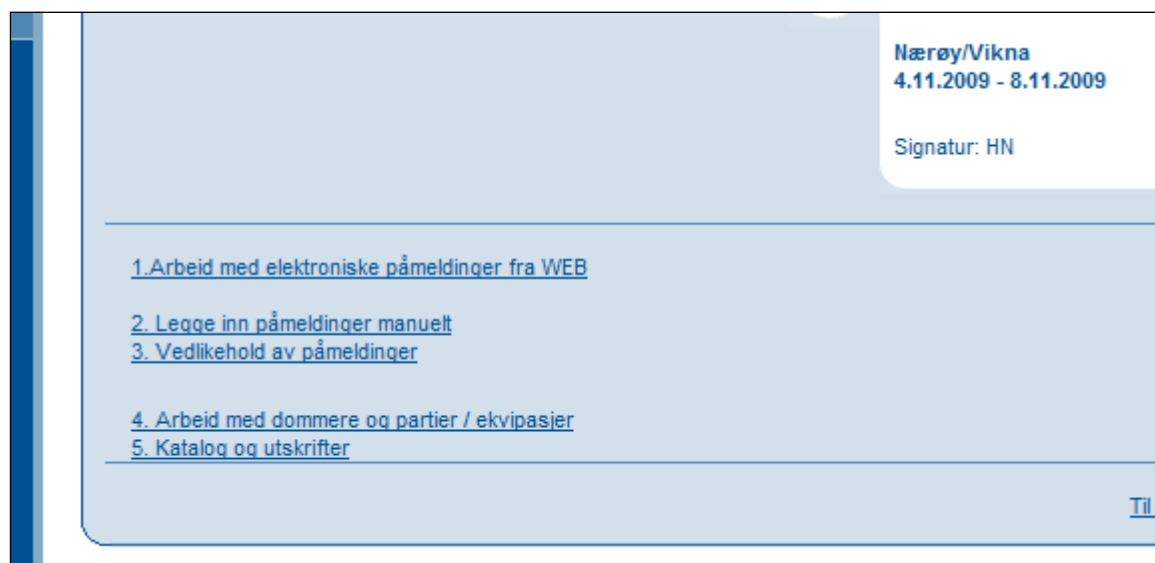 Nærøy/Vikna
4.11.2009 - 8.11.2009
Signatur: HN
1.Arbeid med elektroniske påmeldinger fra WEB
2. Legge inn påmeldinger manuelt
3. Vedlikehold av påmeldinger
4. Arbeid med dommere og partier / ekvipasjer
5. Katalog og utskrifter
Til